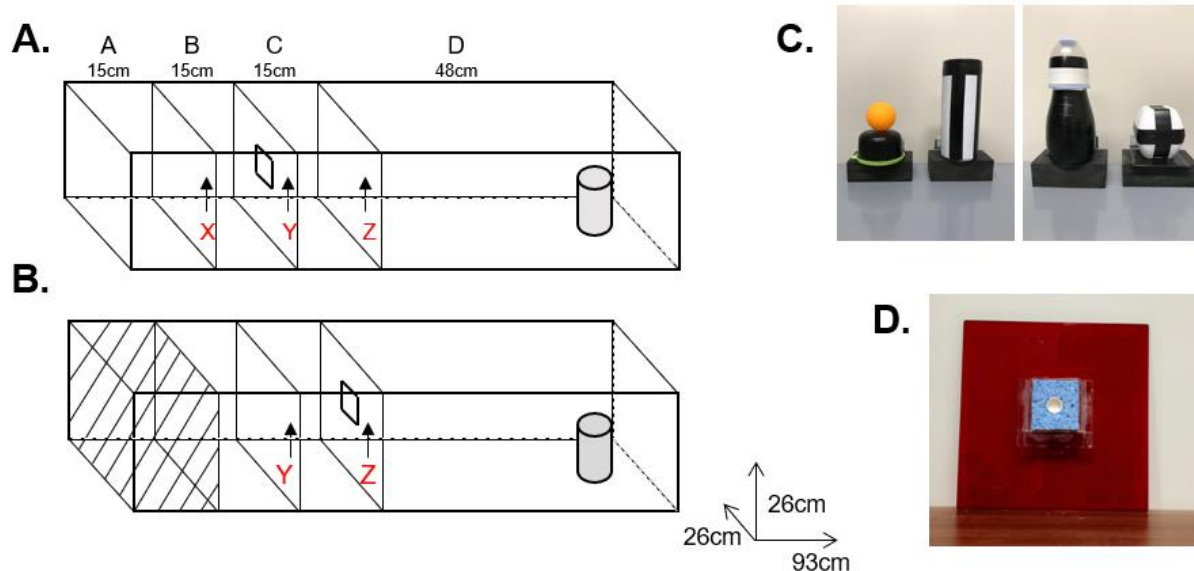 A.
A B C D
15cm 15cm 15cm 48cm
X Y Z
B.
Y Z
26cm
26cm
93cm
C.
D.